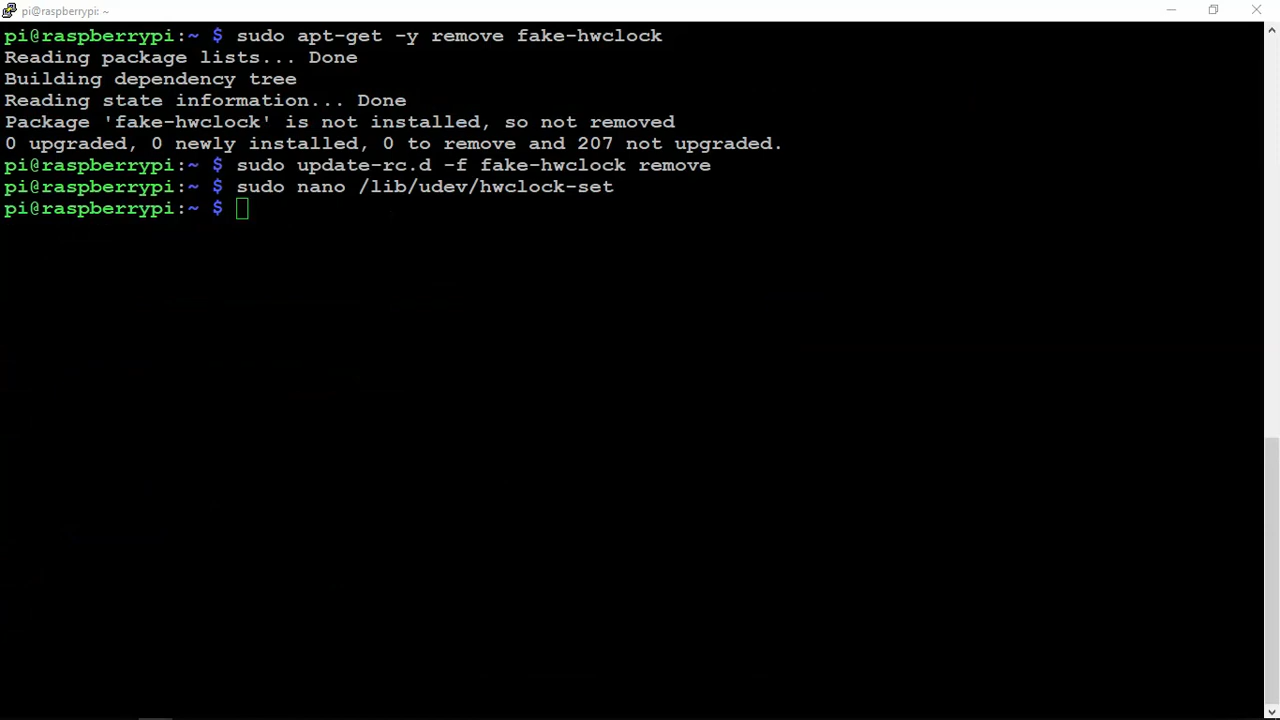 pi@raspberrypi: ~
pi@raspberrypi:~ $ sudo apt-get -y remove fake-hwclock
Reading package lists... Done
Building dependency tree
Reading state information... Done
Package 'fake-hwclock' is not installed, so not removed
0 upgraded, 0 newly installed, 0 to remove and 207 not upgraded.
pi@raspberrypi:~ $ sudo update-rc.d -f fake-hwclock remove
pi@raspberrypi:~ $ sudo nano /lib/udev/hwclock-set
pi@raspberrypi:~ $